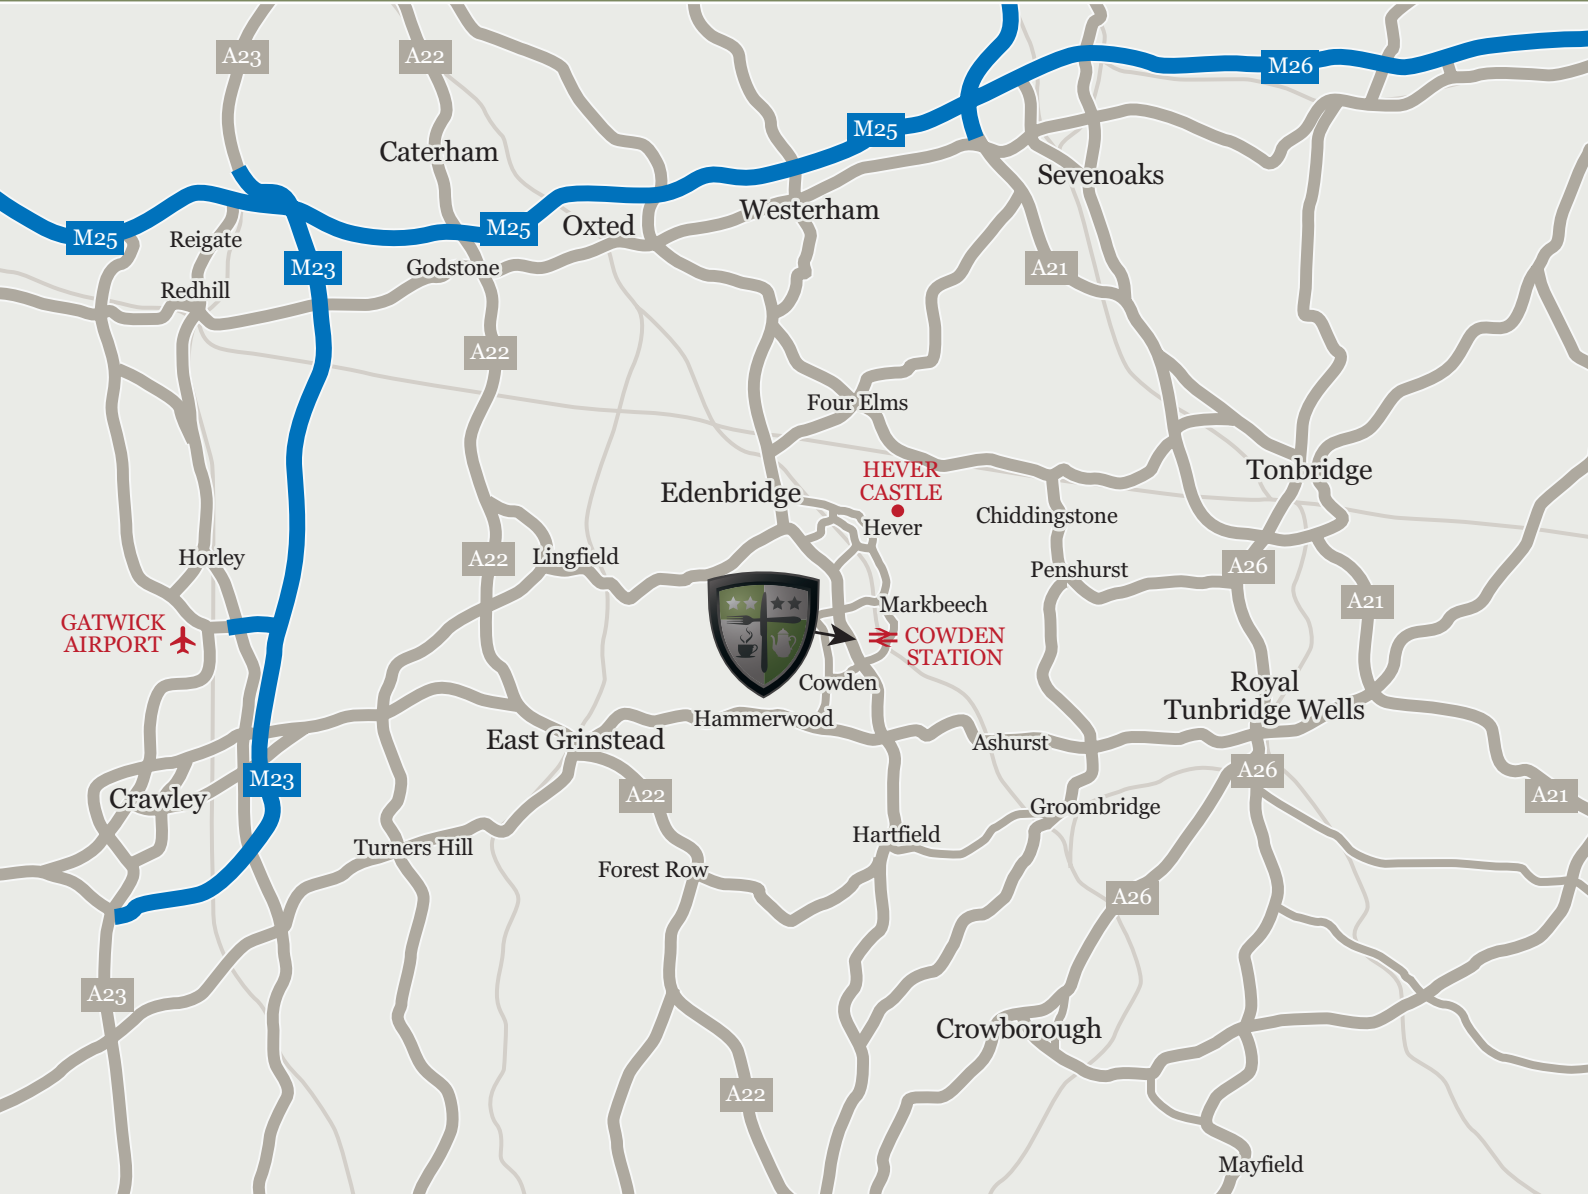 A23
A22
M26
M25
Caterham
Sevenoaks
Westerham
M25
Oxted
M25
Reigate
Godstone
M23
A21
Redhill
A22
Four Elms
HEVER
CASTLE
Tonbridge
Edenbridge
Chiddingstone
Hever
Horley
A22
Lingfield
Penshurst
A26
A21
Markbeech
GATWICK
AIRPORT
COWDEN
STATION
Cowden
Royal
Tunbridge Wells
Hammerwood
East Grinstead
Ashurst
M23
A26
Crawley
A22
A21
Groombridge
Hartfield
Turners Hill
Forest Row
A26
A23
Crowborough
A22
Mayfield